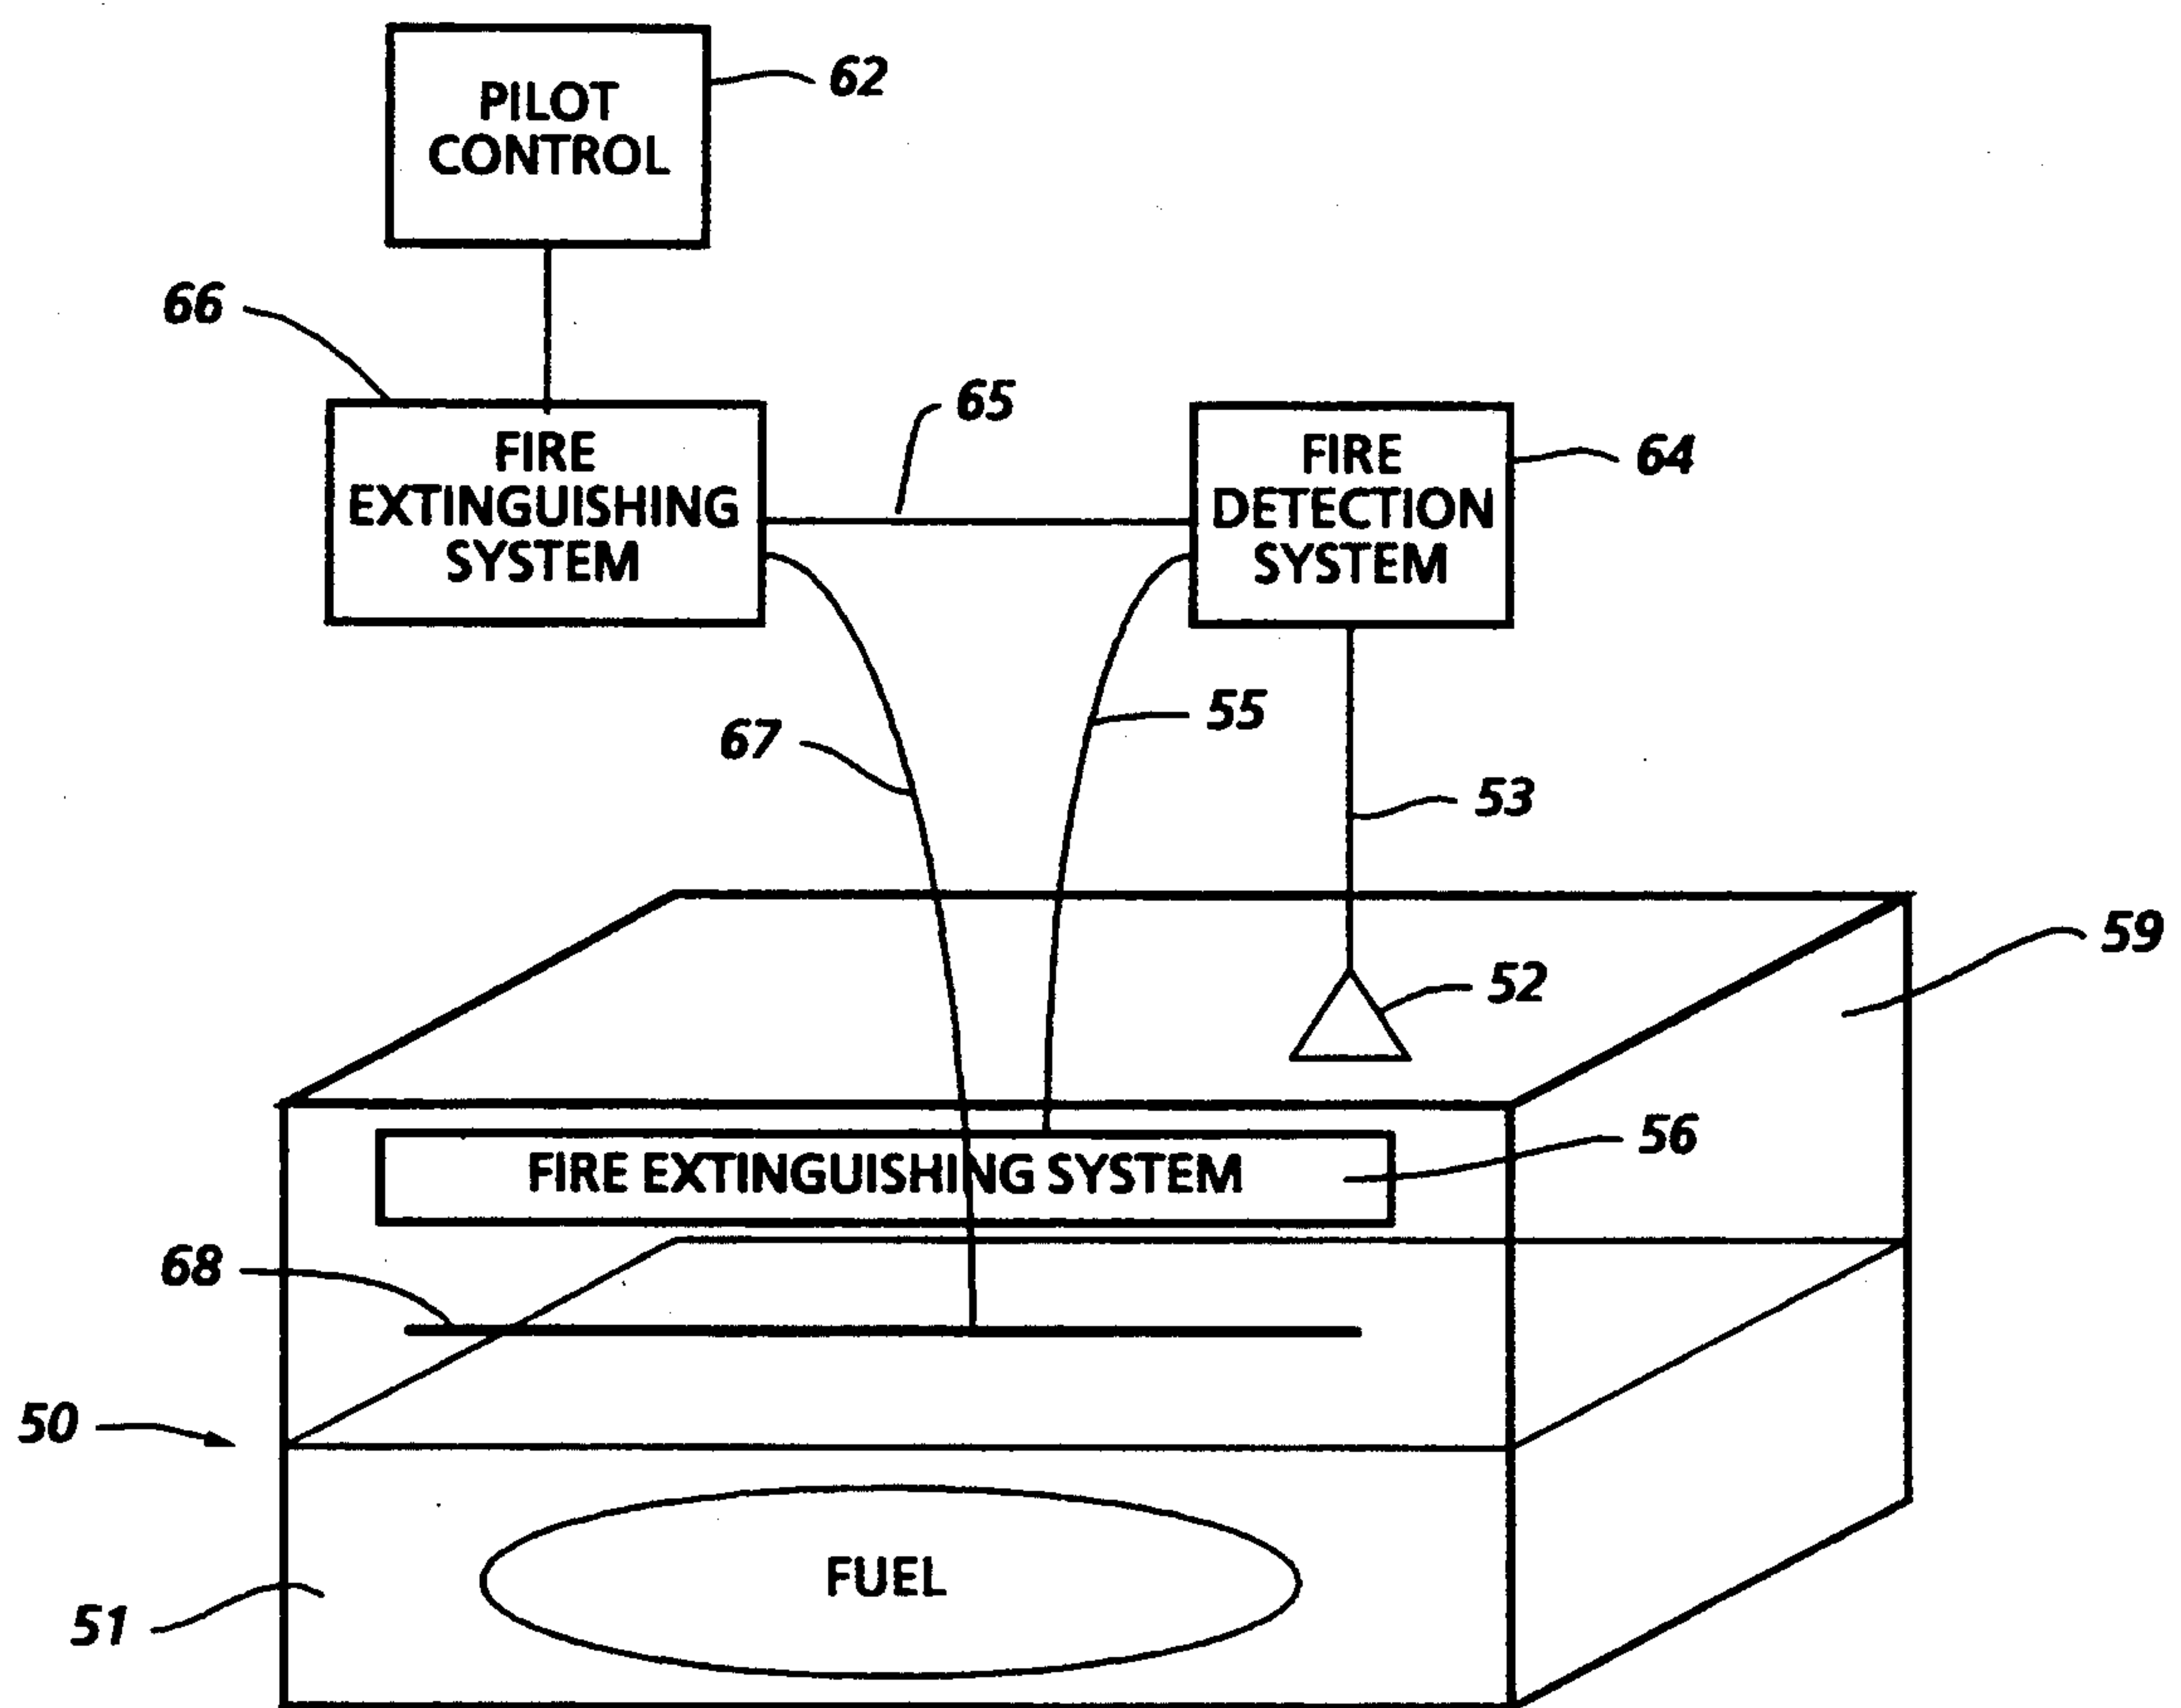 PILOT
CONTROL
62
66
65
FIRE
EXTINGUISHING
SYSTEM
FIRE
DETECTION
SYSTEM
64
67
55
53
59
52
56
FIRE EXTINGUISHING SYSTEM
68
50
FUEL
51